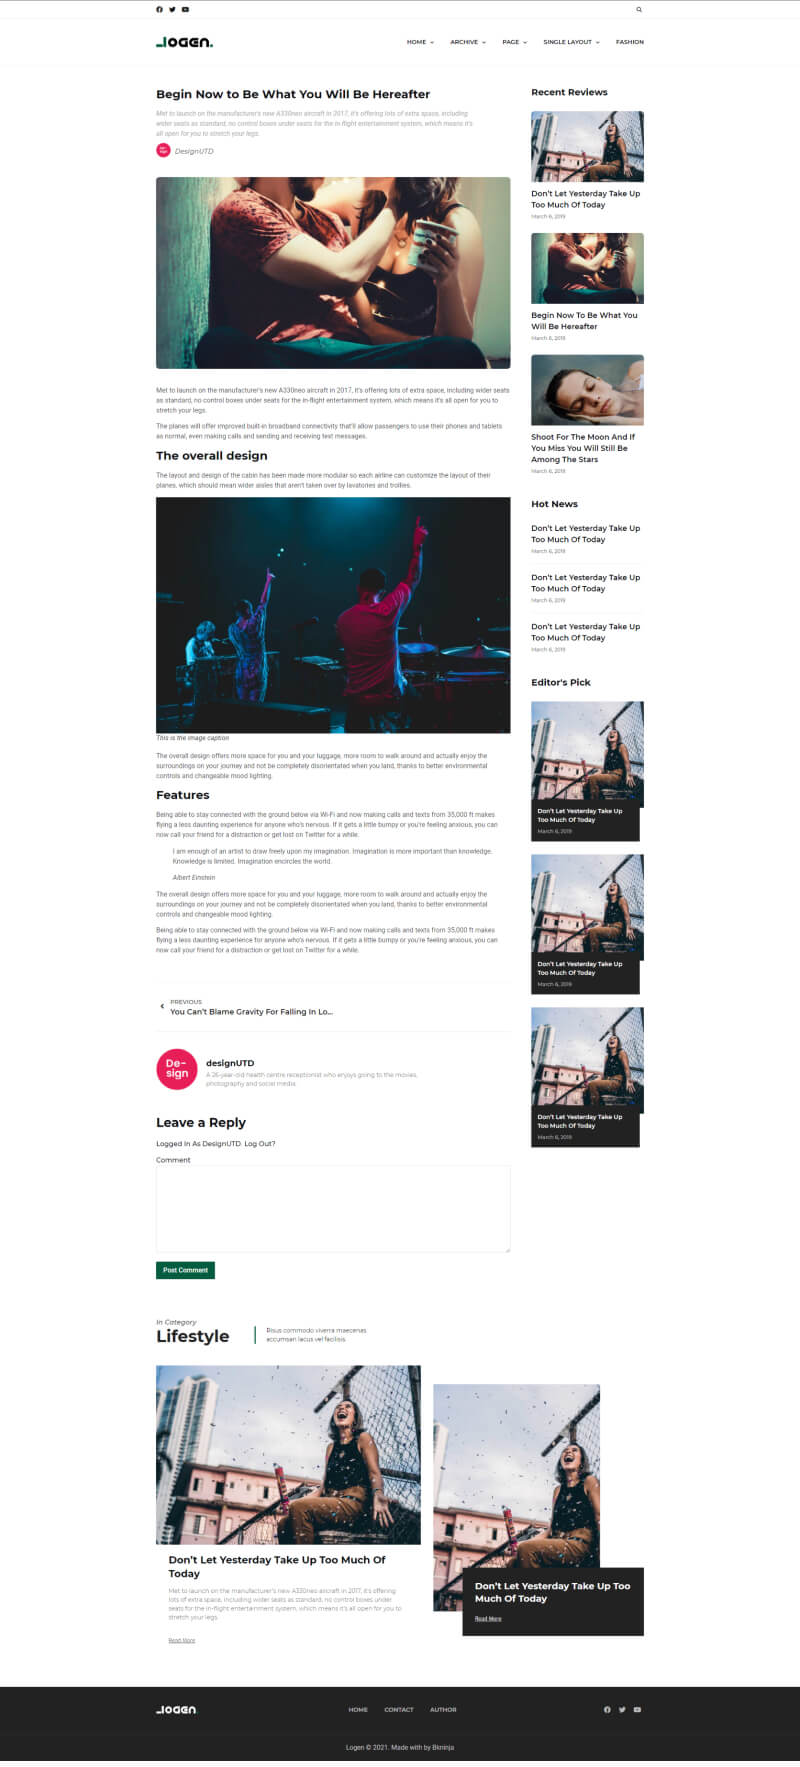 Logen.
HOME
ARCHIVE
PAGE
SINGLE LAYOUT
FASHION
Begin Now to Be What You Will Be Hereafter
Met to launch on the manufacturer's new A330neo aircraft in 2017, it's offering lots of extra space, including
wider seats as standard, no control boxes under seats for the in-flight entertainment system, which means it's
all open for you to stretch your legs.
De-
sign
DesignUTD
Met to launch on the manufacturer's new A330neo aircraft in 2017, it's offering lots of extra space, including wider seats
as standard, no control boxes under seats for the in-flight entertainment system, which means it's all open for you to
stretch your legs.
The planes will offer improved built-in broadband connectivity that'll allow passengers to use their phones and tablets
as normal, even making calls and sending and receiving text messages.
The overall design
The layout and design of the cabin has been made more modular so each airline can customize the layout of their
planes, which should mean wider aisles that aren't taken over by lavatories and trollies.
This is the image caption
The overall design offers more space for you and your luggage, more room to walk around and actually enjoy the
surroundings on your journey and not be completely disorientated when you land, thanks to better environmental
controls and changeable mood lighting.
Features
Being able to stay connected with the ground below via Wi-Fi and now making calls and texts from 35,000 ft makes
flying a less daunting experience for anyone who's nervous. If it gets a little bumpy or you're feeling anxious, you can
now call your friend for a distraction or get lost on Twitter for a while.
I am enough of an artist to draw freely upon my imagination. Imagination is more important than knowledge.
Knowledge is limited. Imagination encircles the world.
Albert Einstein
The overall design offers more space for you and your luggage, more room to walk around and actually enjoy the
surroundings on your journey and not be completely disorientated when you land, thanks to better environmental
controls and changeable mood lighting.
Being able to stay connected with the ground below via Wi-Fi and now making calls and texts from 35,000 ft makes
flying a less daunting experience for anyone who's nervous. If it gets a little bumpy or you're feeling anxious, you can
now call your friend for a distraction or get lost on Twitter for a while.
PREVIOUS
You Can't Blame Gravity For Falling In Lo...
De-
sign
designUTD
A 26-year-old health centre receptionist who enjoys going to the movies,
photography and social media.
Leave a Reply
Logged In As DesignUTD. Log Out?
Comment
Post Comment
Recent Reviews
Don't Let Yesterday Take Up
Too Much Of Today
March 6, 2019
Begin Now To Be What You
Will Be Hereafter
March 6, 2019
Shoot For The Moon And If
You Miss You Will Still Be
Among The Stars
March 6, 2019
Hot News
Don't Let Yesterday Take Up
Too Much Of Today
March 6, 2019
Don't Let Yesterday Take Up
Too Much Of Today
March 6, 2019
Don't Let Yesterday Take Up
Too Much Of Today
March 6, 2019
Editor's Pick
Don't Let Yesterday Take Up
Too Much Of Today
March 6, 2019
Don't Let Yesterday Take Up
Too Much Of Today
March 6, 2019
Don't Let Yesterday Take Up
Too Much Of Today
March 6, 2019
In Category
Lifestyle
Risus commodo viverra maecenas
accumsan lacus vel facilisis.
Don't Let Yesterday Take Up Too Much Of
Today
Met to launch on the manufacturer's new A330neo aircraft in 2017, it's offering
lots of extra space, including wider seats as standard, no control boxes under
seats for the in-flight entertainment system, which means it's all open for you to
stretch your legs.
Read More
Don't Let Yesterday Take Up Too
Much Of Today
Read More
Logen.
HOME
CONTACT
AUTHOR
Logen © 2021. Made with by Bkninja